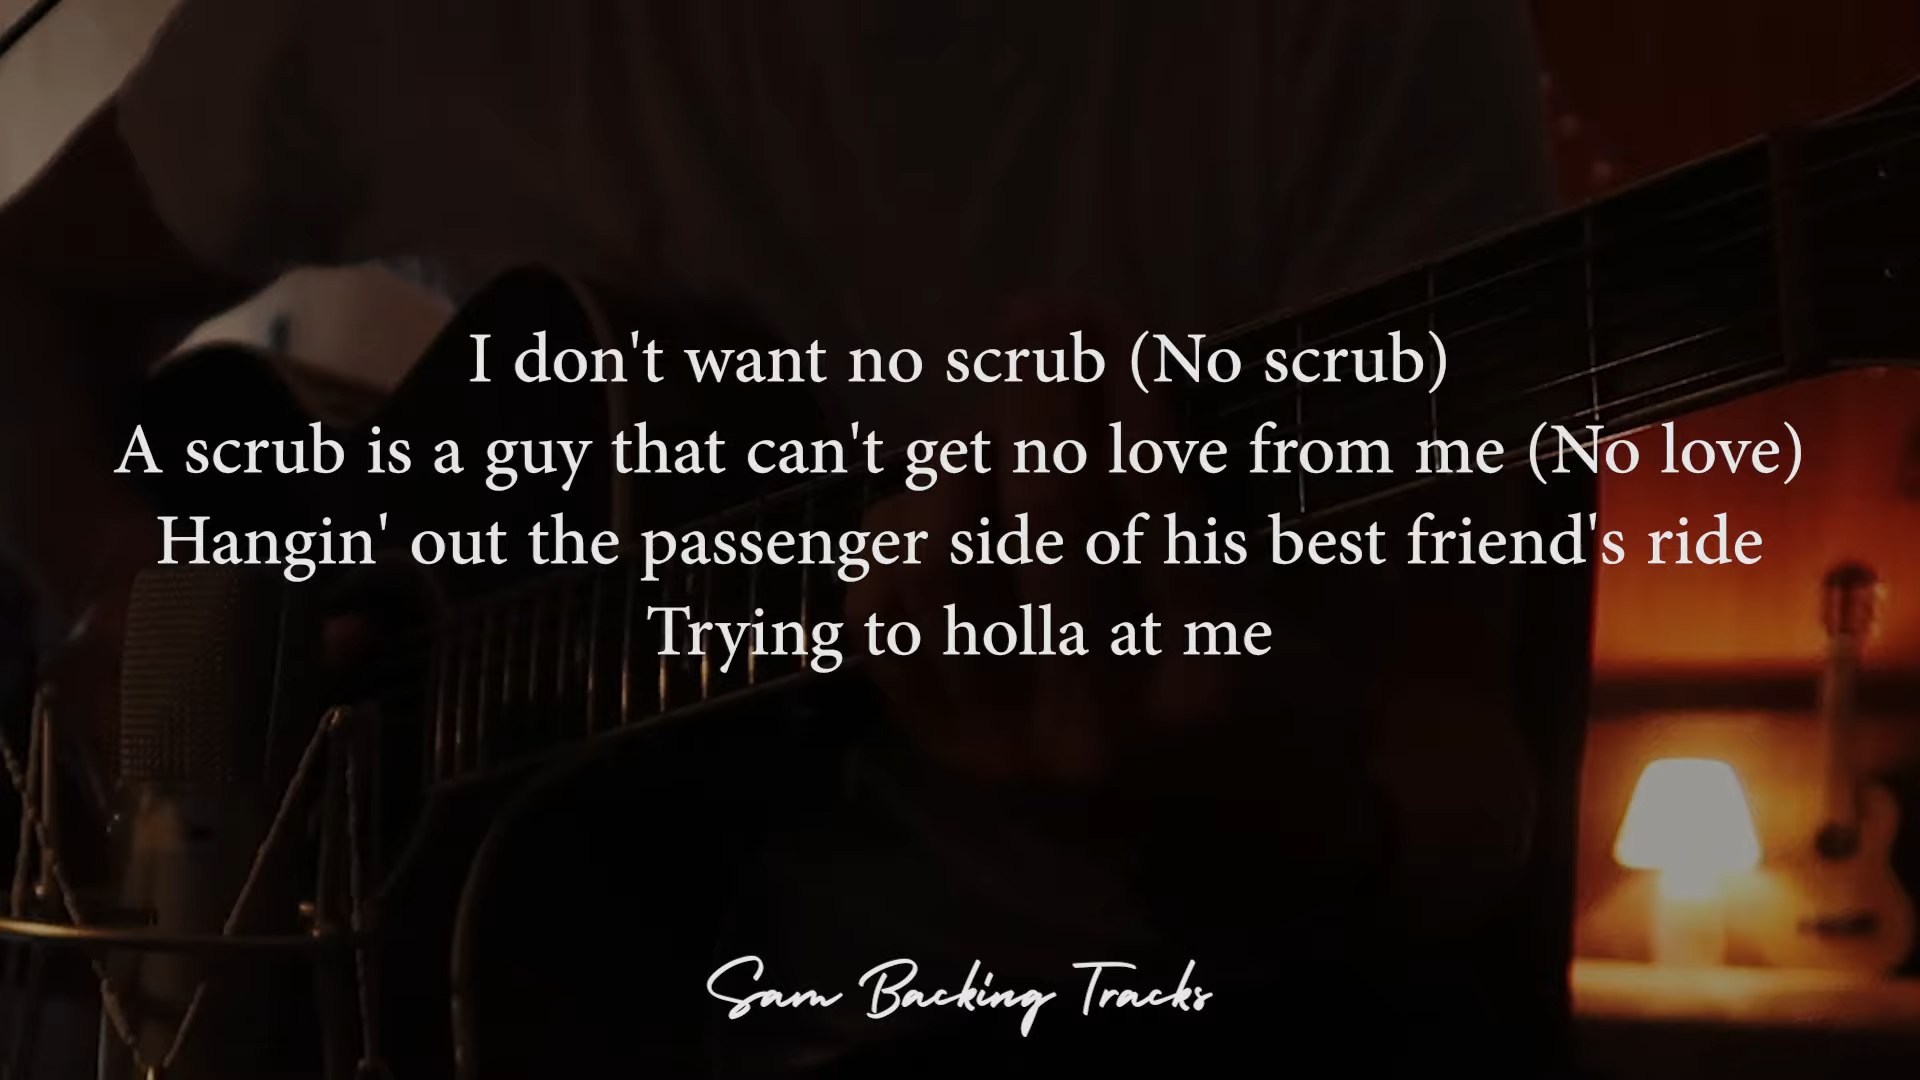 I don't want no scrub (No scrub)
A scrub is a guy that can't get no love from me (No love)
Hangin' out the passenger side of his best friend's ride
Trying to holla at me
Sam Backing Tracks